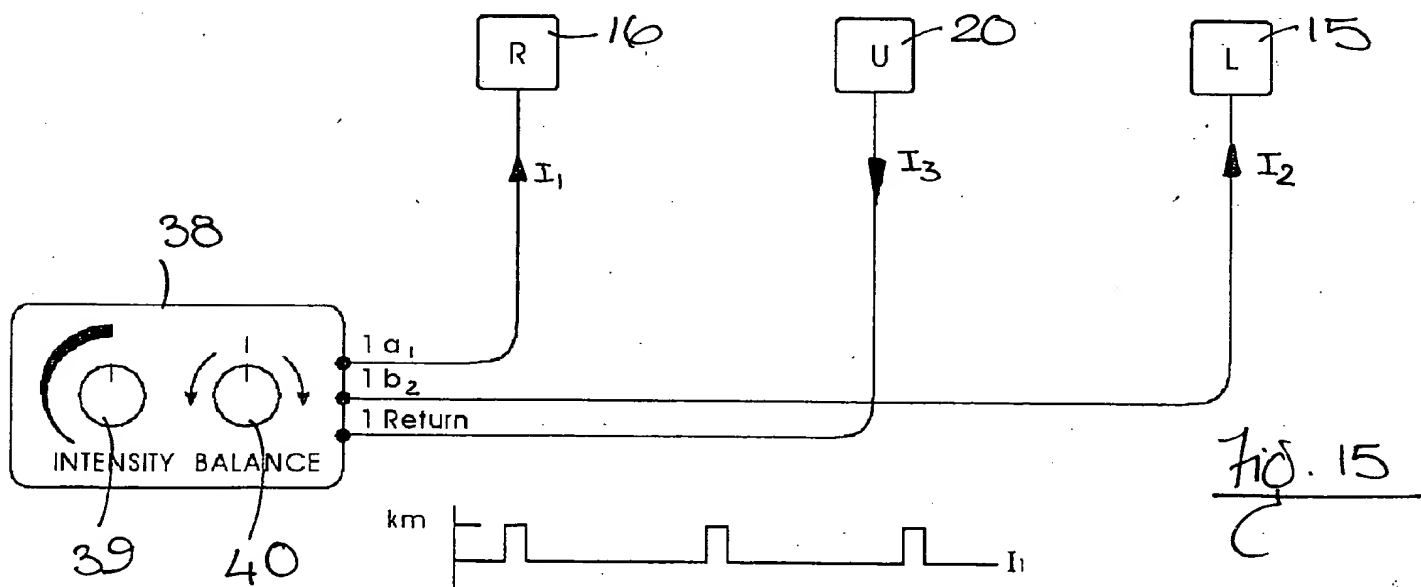 16
20
15
R
U
L
I₁
I₃
I₂
38
1 a₁
1 b₂
1 Return
INTENSITY BALANCE
Fig. 15
39
40
km
I₁